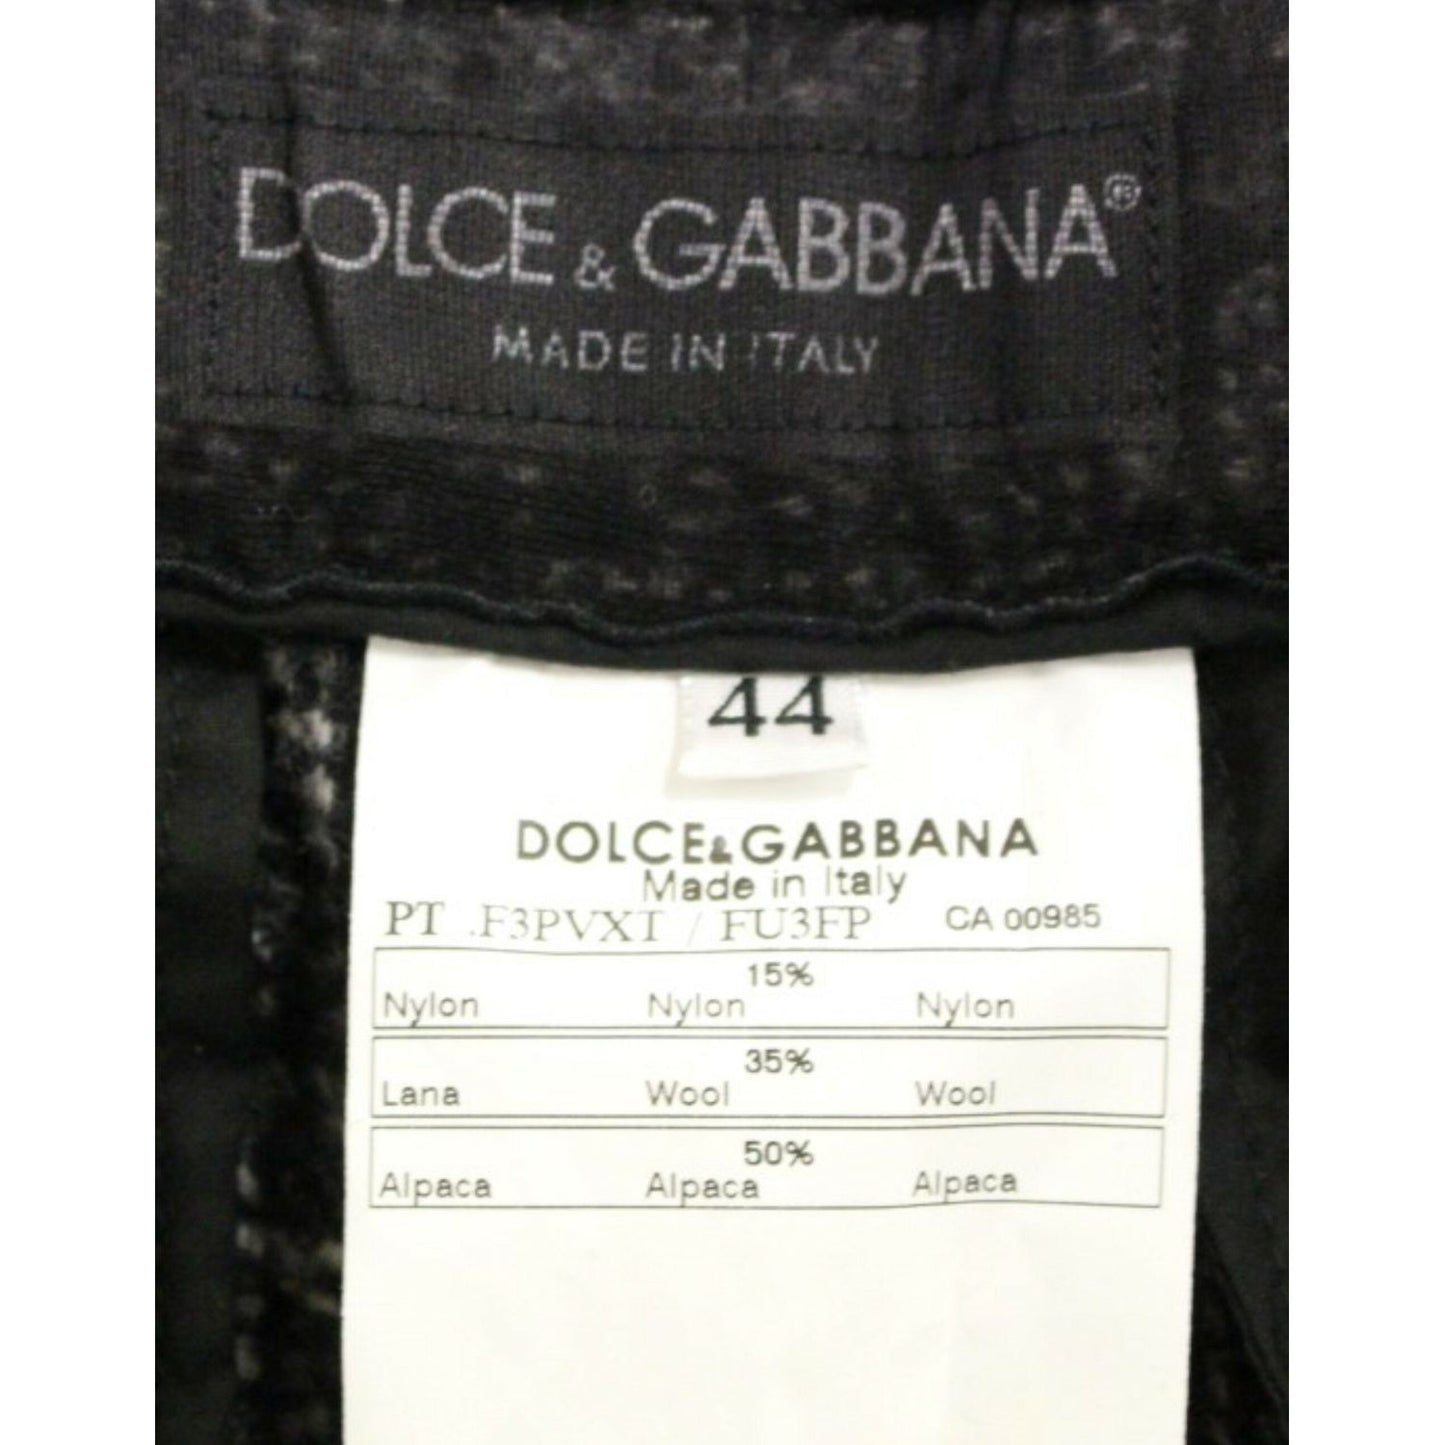 DOLCE & GABBANA®
MADE IN ITALY
44
DOLCE&GABBANA
Made in Italy
PT .F3PVXT / FU3FP CA 00985
15%
Nylon Nylon Nylon
35%
Lana Wool Wool
50%
Alpaca Alpaca Alpaca